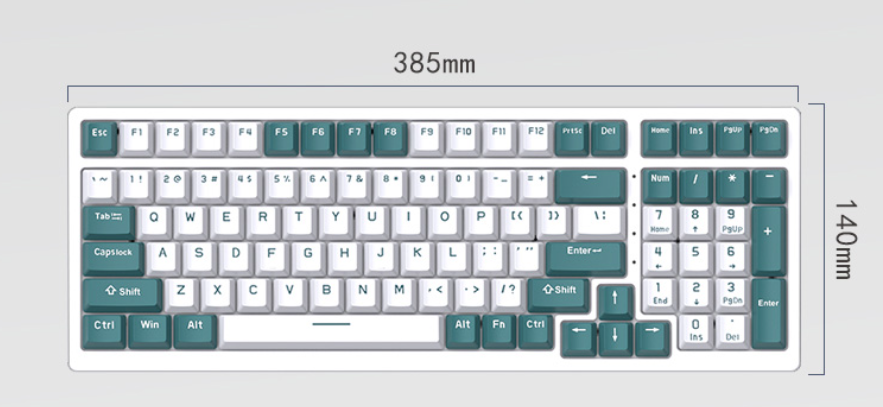 385mm
140mm
Esc F1 F2 F3 F4 F5 F6 F7 F8 F9 F10 F11 F12 PrtSc Del Home Ins PgUp PgDn
` ~ 1 ! 2 @ 3 # 4 $ 5 % 6 ^ 7 & 8 * 9 ( 0 ) - _ = + ← Num / * -
Tab Q W E R T Y U I O P [ { ] } \ | 7 Home 8 ↑ 9 PgUp +
Capslock A S D F G H J K L ; : ' " Enter 4 ← 5 6 →
⇧ Shift Z X C V B N M , < . > / ? ⇧ Shift ↑ 1 End 2 ↓ 3 PgDn Enter
Ctrl Win Alt Alt Fn Ctrl ← ↓ → 0 Ins . Del